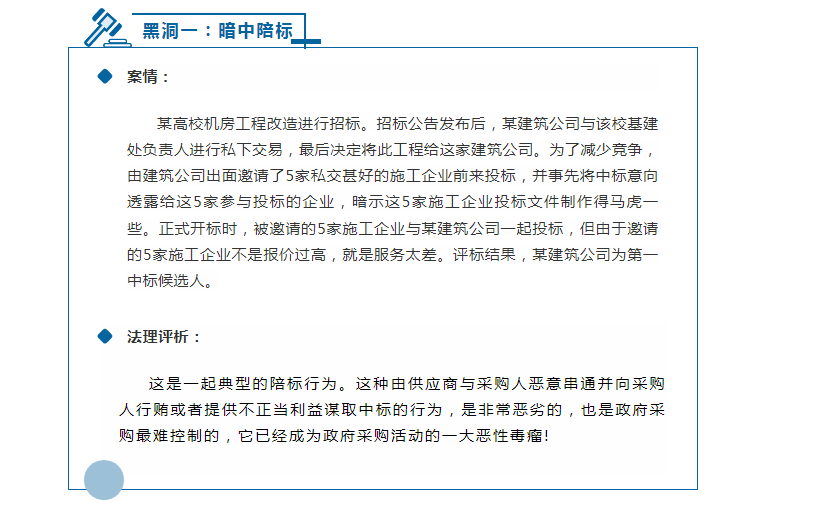 黑洞一：暗中陪标
案情：
某高校机房工程改造进行招标。招标公告发布后，某建筑公司与该校基建
处负责人进行私下交易，最后决定将此工程给这家建筑公司。为了减少竞争，
由建筑公司出面邀请了5家私交甚好的施工企业前来投标，并事先将中标意向
透露给这5家参与投标的企业，暗示这5家施工企业投标文件制作得马虎一
些。正式开标时，被邀请的5家施工企业与某建筑公司一起投标，但由于邀请
的5家施工企业不是报价过高，就是服务太差。评标结果，某建筑公司为第一
中标候选人。
法理评析：
这是一起典型的陪标行为。这种由供应商与采购人恶意串通并向采购
人行贿或者提供不正当利益谋取中标的行为，是非常恶劣的，也是政府采
购最难控制的，它已经成为政府采购活动的一大恶性毒瘤!